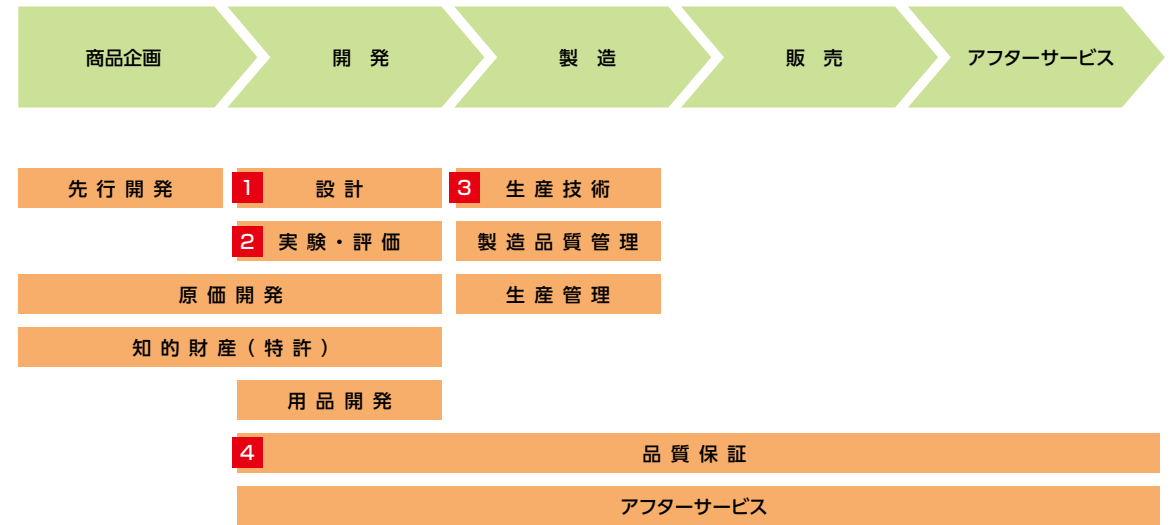 商品企画
開 発
製 造
販 売
アフターサービス
先行開発
1 設計
3 生産技術
2 実験・評価
製造品質管理
原価開発
生産管理
知的財産(特許)
用品開発
4 品質保証
アフターサービス